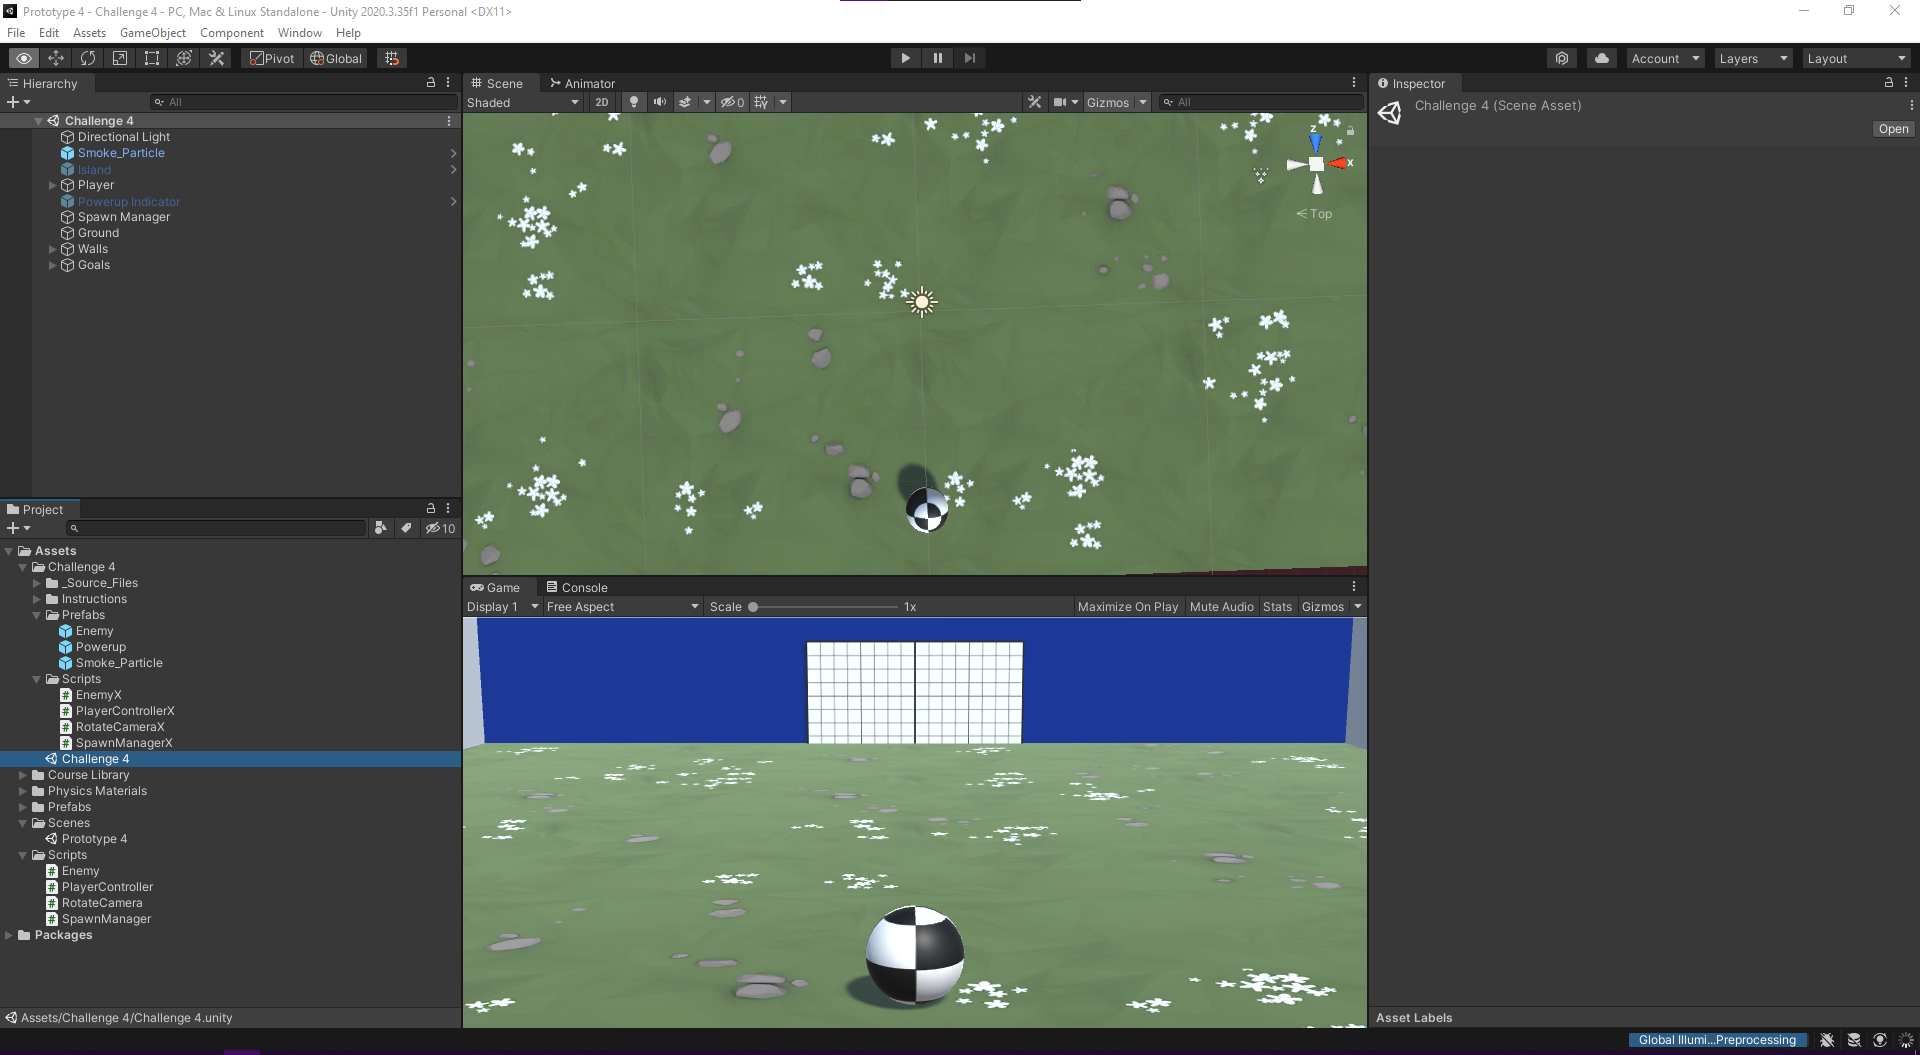 Prototype 4 - Challenge 4 - PC, Mac & Linux Standalone - Unity 2020.3.35f1 Personal <DX11>
File Edit Assets GameObject Component Window Help
Pivot Global Account Layers Layout
Hierarchy
All
Challenge 4
Directional Light
Smoke_Particle
Island
Player
Powerup Indicator
Spawn Manager
Ground
Walls
Goals
Scene Animator
Shaded 2D 0 Gizmos All
z
x
Top
Inspector
Challenge 4 (Scene Asset)
Open
Project
10
Assets
Challenge 4
_Source_Files
Instructions
Prefabs
Enemy
Powerup
Smoke_Particle
Scripts
EnemyX
PlayerControllerX
RotateCameraX
SpawnManagerX
Challenge 4
Course Library
Physics Materials
Prefabs
Scenes
Prototype 4
Scripts
Enemy
PlayerController
RotateCamera
SpawnManager
Packages
Assets/Challenge 4/Challenge 4.unity
Game Console
Display 1 Free Aspect Scale 1x Maximize On Play Mute Audio Stats Gizmos
Asset Labels
Global Illumi...Preprocessing